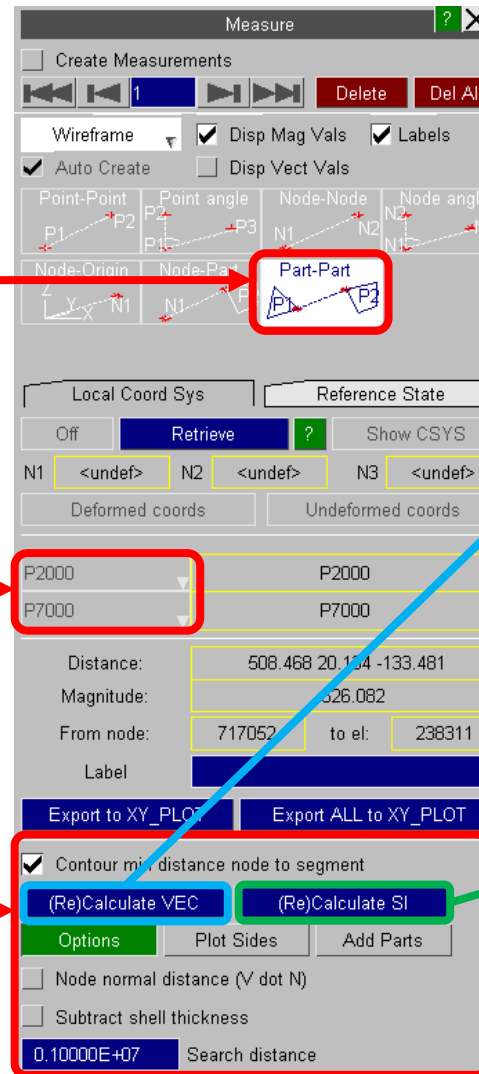 Measure ? X
Create Measurements
1 Delete Del Al
Wireframe Disp Mag Vals Labels
Auto Create Disp Vect Vals
Point-Point Point angle Node-Node Node angl
P1 P2 P1 P2 P3 N1 N2 N1 N2
Node-Origin Node-Part Part-Part
Z Y X N1 N1 P1 P2
Local Coord Sys Reference State
Off Retrieve ? Show CSYS
N1 <undef> N2 <undef> N3 <undef>
Deformed coords Undeformed coords
P2000 P2000
P7000 P7000
Distance: 508.468 -133.481
Magnitude:
From node: 717052 to el: 238311
Label
Export to XY_PLOT Export ALL to XY_PLOT
Contour min distance node to segment
(Re)Calculate VEC (Re)Calculate SI
Options Plot Sides Add Parts
Node normal distance (V dot N)
Subtract shell thickness
0.10000E+07 Search distance